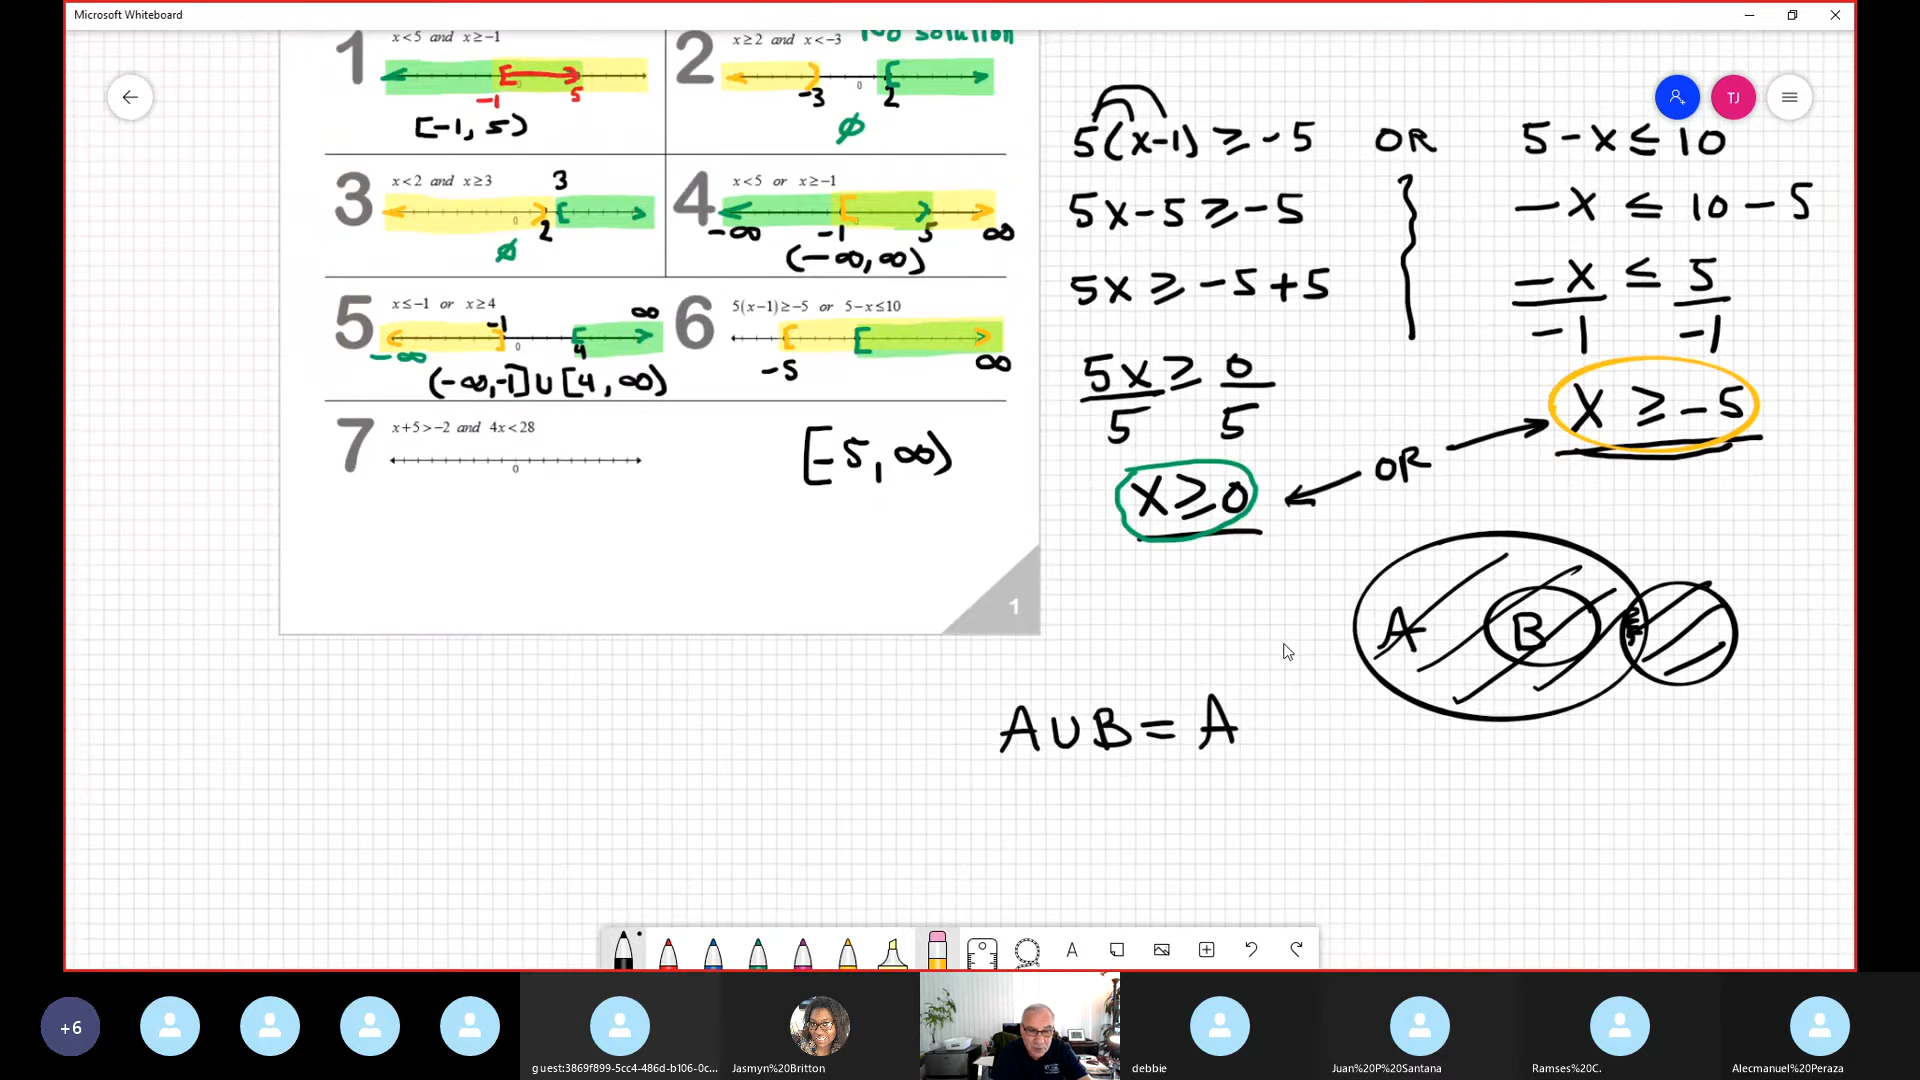 Microsoft Whiteboard
1 x<5 and x≥-1
-1 5
[-1, 5)
2 x≥2 and x<-3 No solution
-3 0 2
∅
3 x<2 and x≥3
3
0 2
∅
4 x<5 or x≥-1
-∞ -1 5 ∞
(-∞, ∞)
5 x≤-1 or x≥4
-1 ∞
-∞ 0 4
(-∞,-1]∪[4, ∞)
6 5(x-1)≥-5 or 5-x≤10
-5 ∞
[-5, ∞)
7 x+5>-2 and 4x<28
0
1
5(x-1) ≥ -5 OR 5-x ≤ 10
5x-5 ≥ -5 -x ≤ 10-5
5x ≥ -5+5 -x ≤ 5
-1 -1
5x ≥ 0
5 5
x ≥ -5
OR
x ≥ 0
A B
A∪B = A
TJ
A
+6
guest:3869f899-5cc4-486d-b106-0c...
Jasmyn%20Britton
debbie
Juan%20P%20Santana
Ramses%20C.
Alecmanuel%20Peraza